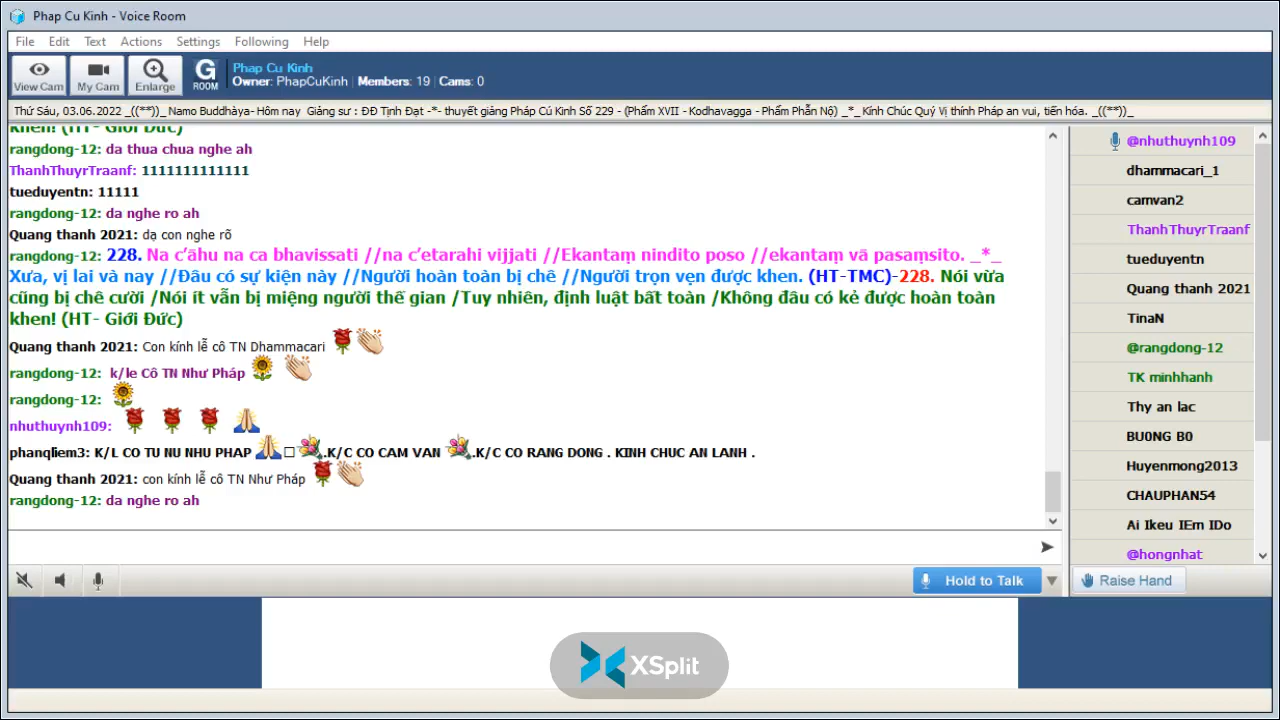 Phap Cu Kinh - Voice Room
File Edit Text Actions Settings Following Help
View Cam My Cam Enlarge G ROOM
Phap Cu Kinh
Owner: PhapCuKinh Members: 19 Cams: 0
Thứ Sáu, 03.06.2022 _((**))_ Namo Buddhàya- Hôm nay Giảng sư : ĐĐ Tịnh Đạt -*- thuyết giảng Pháp Cú Kinh Số 229 - (Phẩm XVII - Kodhavagga - Phẩm Phẫn Nộ) _*_ Kính Chúc Quý Vị thính Pháp an vui, tiến hóa. _((**))_
khen! (HT- Giới Đức)
rangdong-12: da thua chua nghe ah
ThanhThuyrTraanf: 1111111111111
tueduyentn: 11111
rangdong-12: da nghe ro ah
Quang thanh 2021: dạ con nghe rõ
rangdong-12: 228. Na c’āhu na ca bhavissati //na c’etarahi vijjati //Ekantaṃ nindito poso //ekantaṃ vā pasaṃsito. _*_
Xưa, vị lai và nay //Đâu có sự kiện này //Người hoàn toàn bị chê //Người trọn vẹn được khen. (HT-TMC)-228. Nói vừa
cũng bị chê cười /Nói ít vẫn bị miệng người thế gian /Tuy nhiên, định luật bất toàn /Không đâu có kẻ được hoàn toàn
khen! (HT- Giới Đức)
Quang thanh 2021: Con kính lễ cô TN Dhammacari
rangdong-12: k/le Cô TN Như Pháp
rangdong-12:
nhuthuynh109:
phanqliem3: K/L CO TU NU NHU PHAP .K/C CO CAM VAN .K/C CO RANG DONG . KINH CHUC AN LANH .
Quang thanh 2021: con kính lễ cô TN Như Pháp
rangdong-12: da nghe ro ah
@nhuthuynh109
dhammacari_1
camvan2
ThanhThuyrTraanf
tueduyentn
Quang thanh 2021
TinaN
@rangdong-12
TK minhhanh
Thy an lac
BU0NG B0
Huyenmong2013
CHAUPHAN54
Ai Ikeu IEm IDo
@hongnhat
Hold to Talk
Raise Hand
XSplit